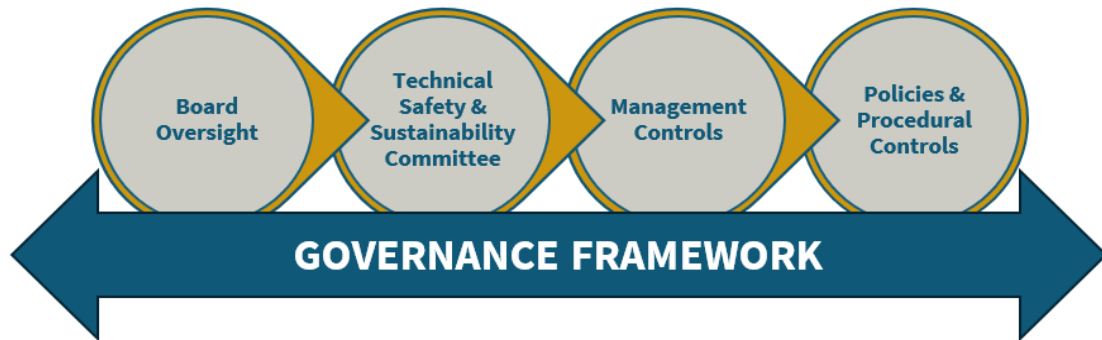 Board
Oversight
Technical
Safety &
Sustainability
Committee
Management
Controls
Policies &
Procedural
Controls
GOVERNANCE FRAMEWORK